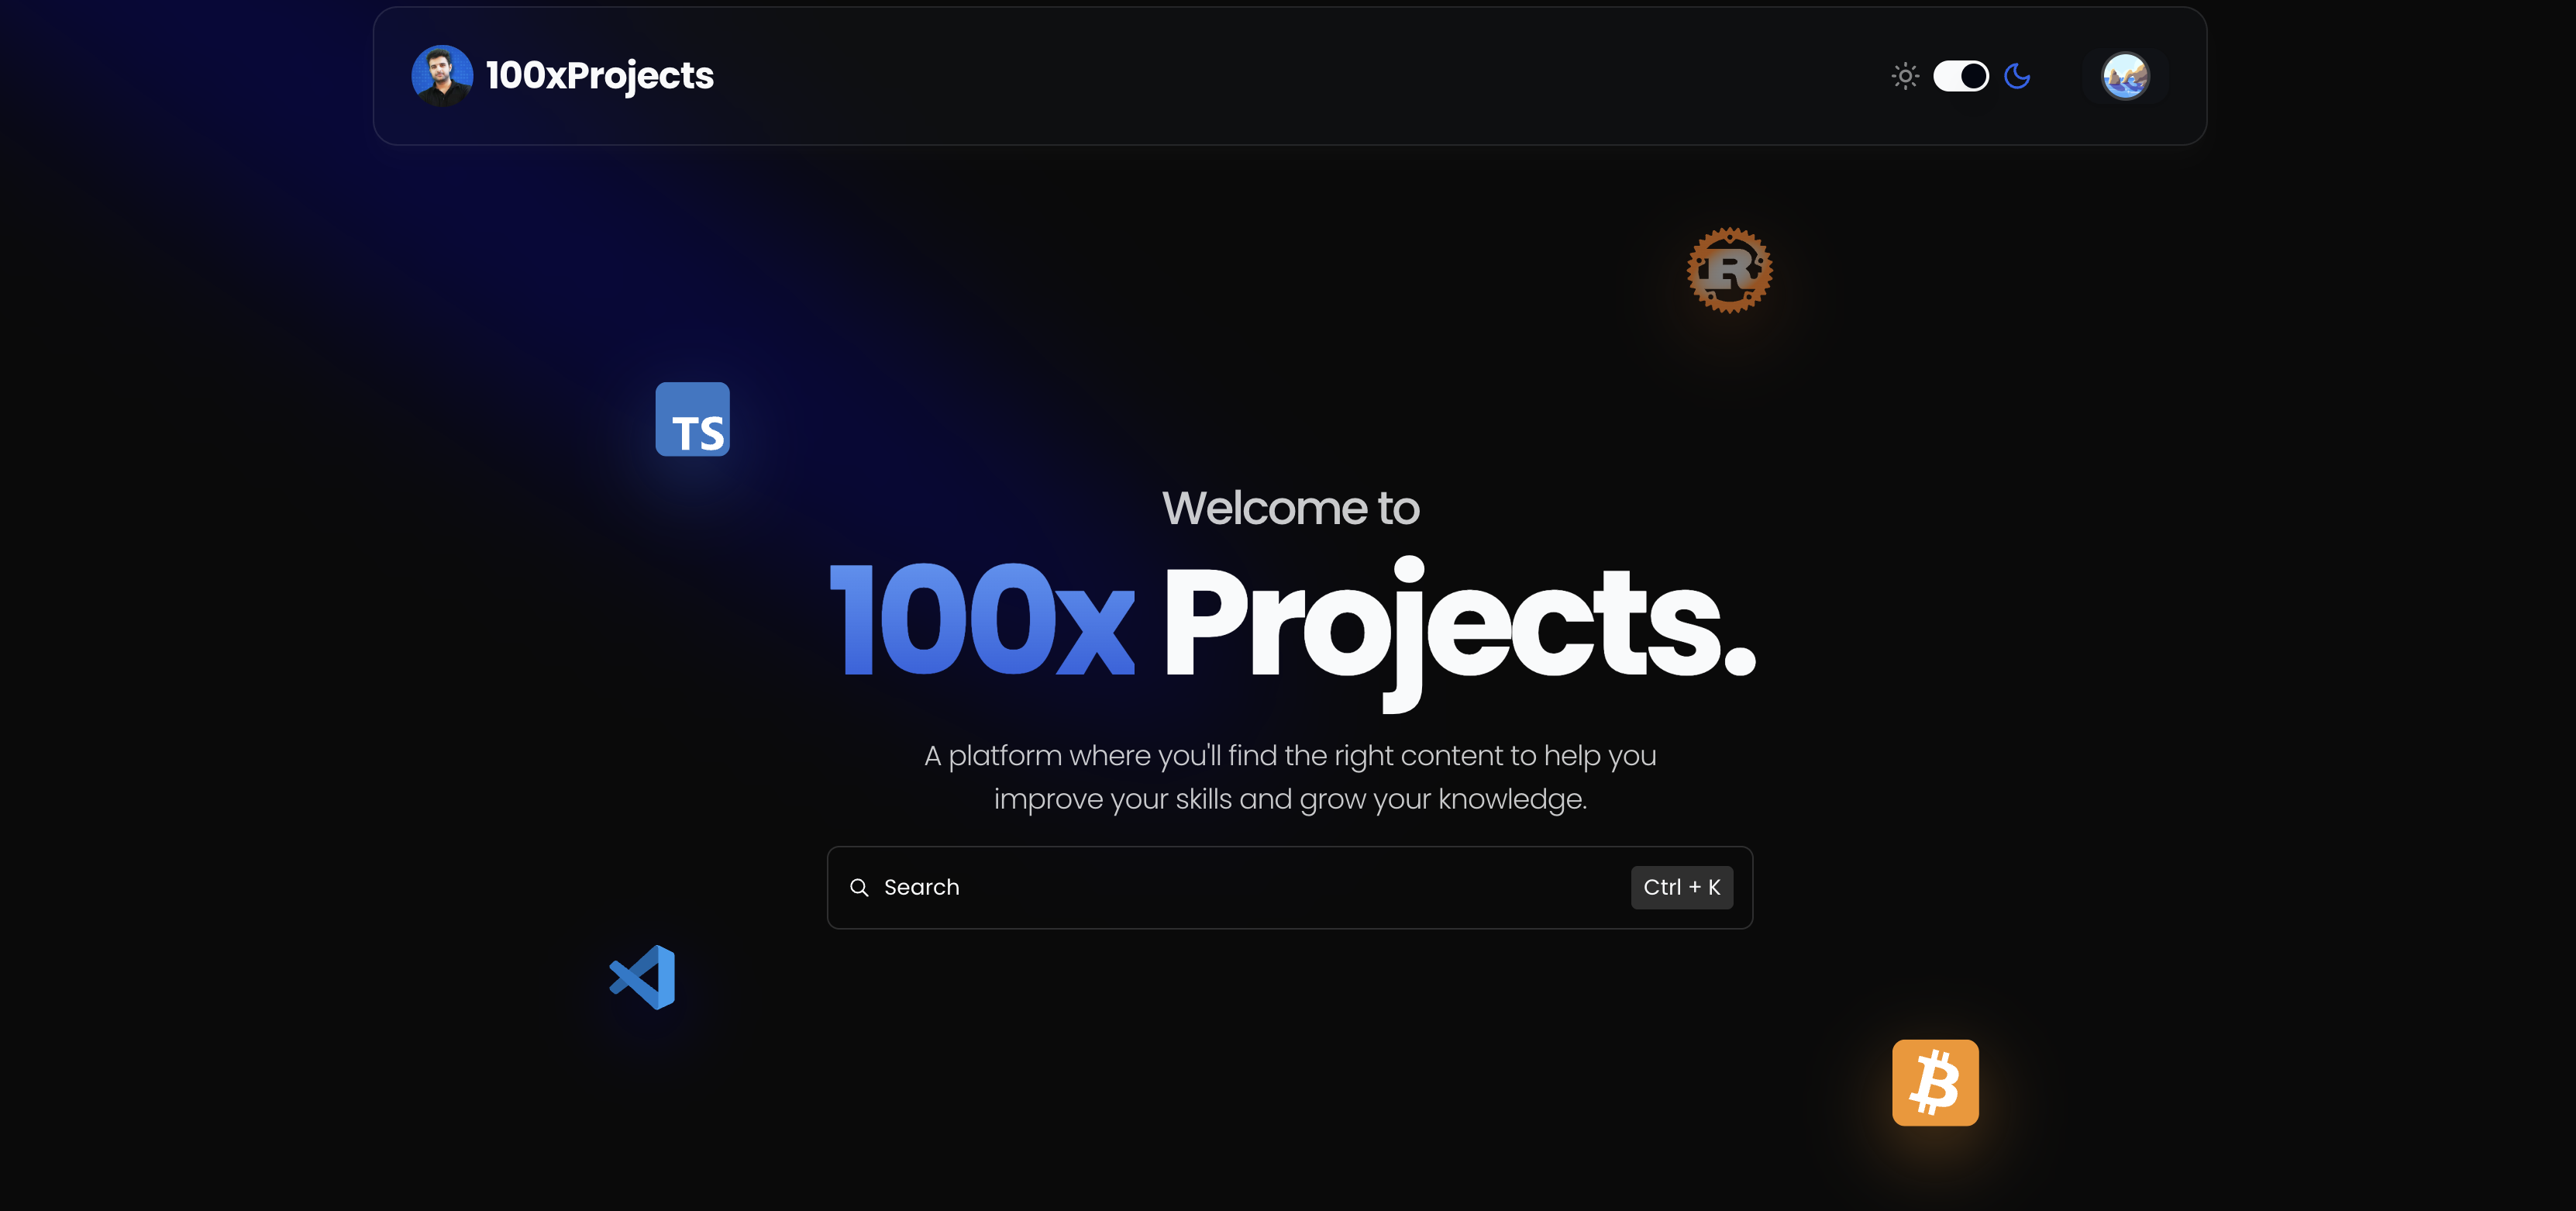 100xProjects
R
TS
Welcome to
100x Projects.
A platform where you'll find the right content to help you
improve your skills and grow your knowledge.
Search
Ctrl + K